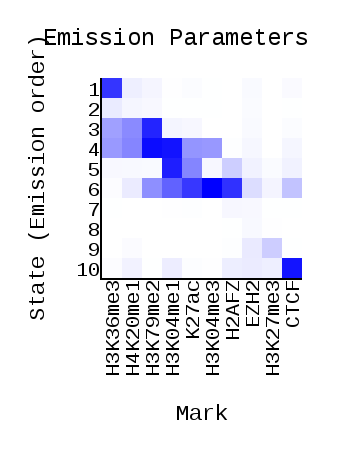 Emission Parameters
State (Emission order)
1
2
3
4
5
6
7
8
9
10
H3K36me3
H4K20me1
H3K79me2
H3K04me1
K27aC
H3K04me3
H2AFZ
EZH2
H3K27me3
CTCF
Mark